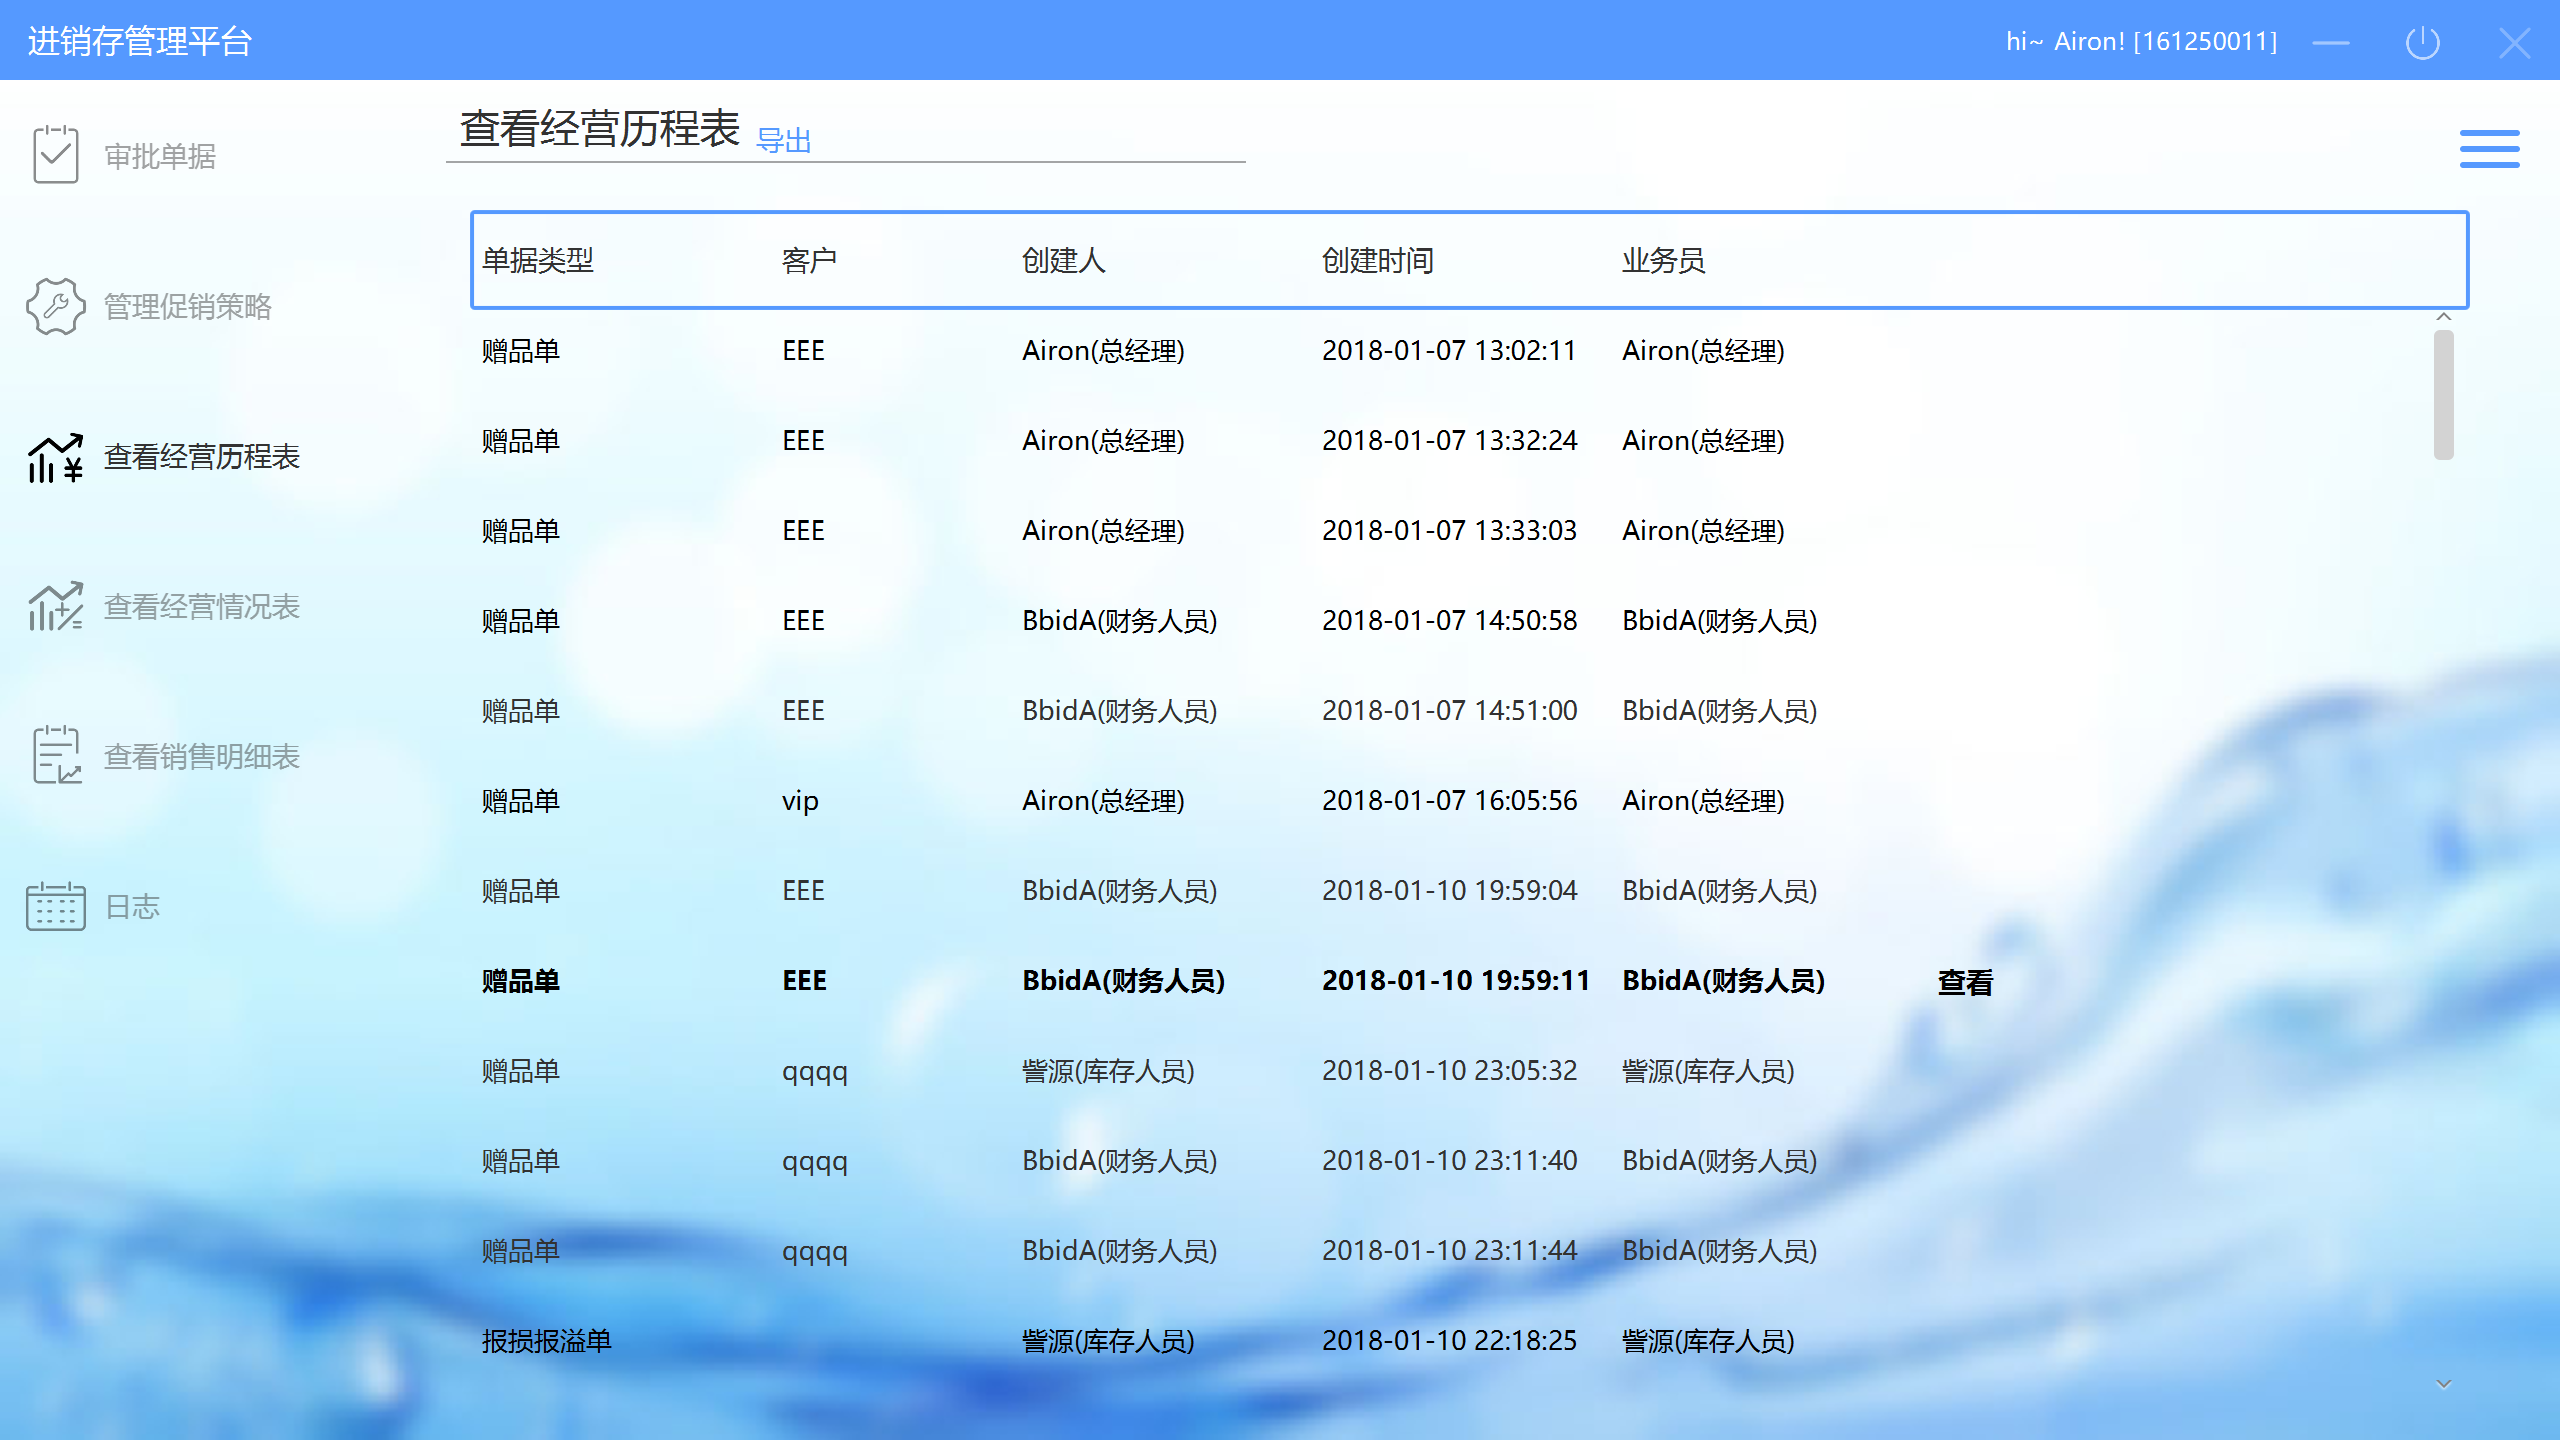 进销存管理平台 hi~ Airon! [161250011]
查看经营历程表 导出
审批单据
管理促销策略
查看经营历程表
查看经营情况表
查看销售明细表
日志
单据类型 客户 创建人 创建时间 业务员
赠品单 EEE Airon(总经理) 2018-01-07 13:02:11 Airon(总经理)
赠品单 EEE Airon(总经理) 2018-01-07 13:32:24 Airon(总经理)
赠品单 EEE Airon(总经理) 2018-01-07 13:33:03 Airon(总经理)
赠品单 EEE BbidA(财务人员) 2018-01-07 14:50:58 BbidA(财务人员)
赠品单 EEE BbidA(财务人员) 2018-01-07 14:51:00 BbidA(财务人员)
赠品单 vip Airon(总经理) 2018-01-07 16:05:56 Airon(总经理)
赠品单 EEE BbidA(财务人员) 2018-01-10 19:59:04 BbidA(财务人员)
赠品单 EEE BbidA(财务人员) 2018-01-10 19:59:11 BbidA(财务人员) 查看
赠品单 qqqq 訾源(库存人员) 2018-01-10 23:05:32 訾源(库存人员)
赠品单 qqqq BbidA(财务人员) 2018-01-10 23:11:40 BbidA(财务人员)
赠品单 qqqq BbidA(财务人员) 2018-01-10 23:11:44 BbidA(财务人员)
报损报溢单 訾源(库存人员) 2018-01-10 22:18:25 訾源(库存人员)